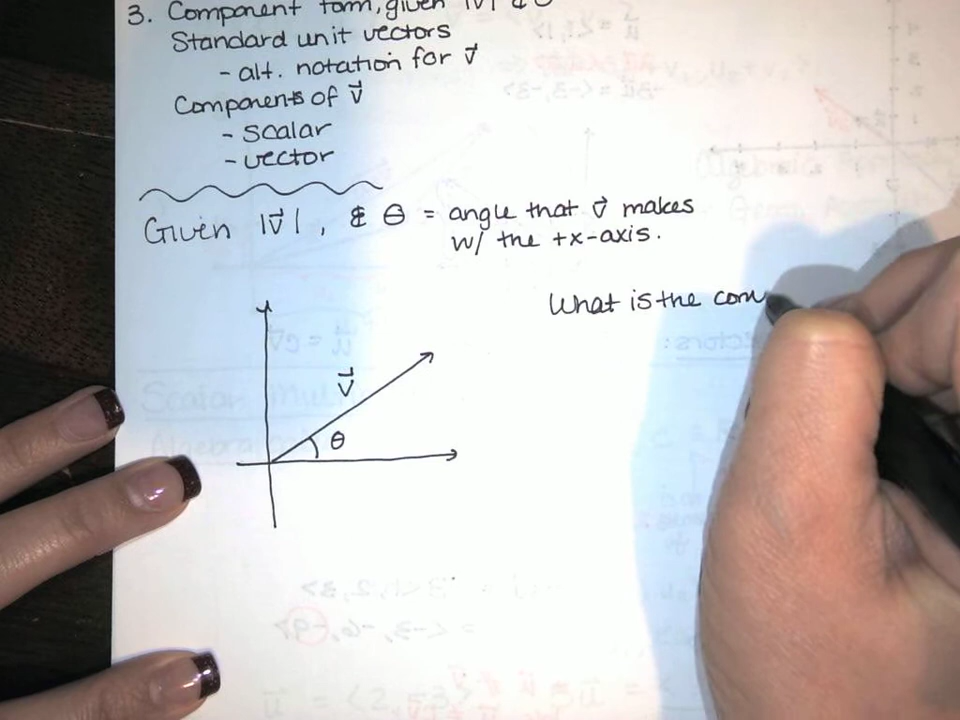 3. Component form, given |v⃗| & θ
Standard unit vectors
- alt. notation for v⃗
Components of v⃗
- scalar
- vector
Given |v⃗|, & θ = angle that v⃗ makes
w/ the +x-axis.
What is the com
v⃗
θ